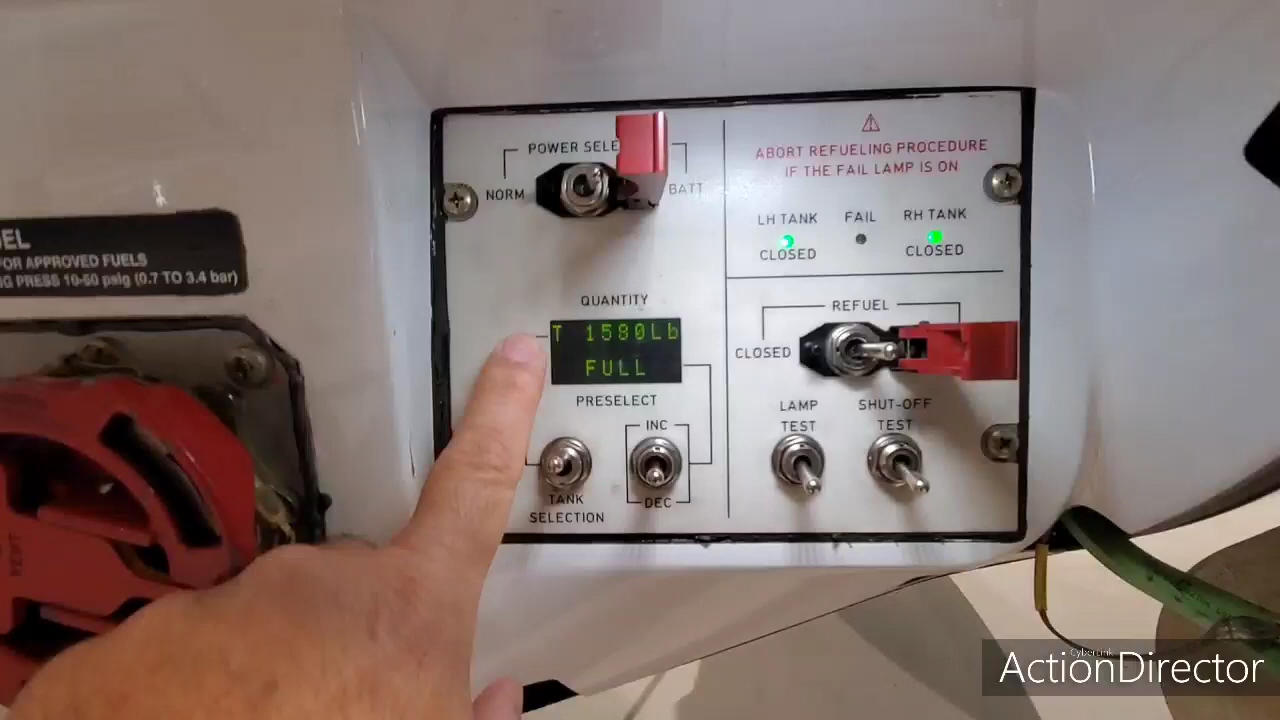 EL
FOR APPROVED FUELS
G PRESS 10-50 psig (0.7 TO 3.4 bar)
POWER SELE
NORM
BATT
QUANTITY
T 1580Lb
FULL
PRESELECT
INC
DEC
TANK
SELECTION
ABORT REFUELING PROCEDURE
IF THE FAIL LAMP IS ON
LH TANK
FAIL
RH TANK
CLOSED
CLOSED
REFUEL
CLOSED
LAMP
TEST
SHUT-OFF
TEST
CyberLink
ActionDirector